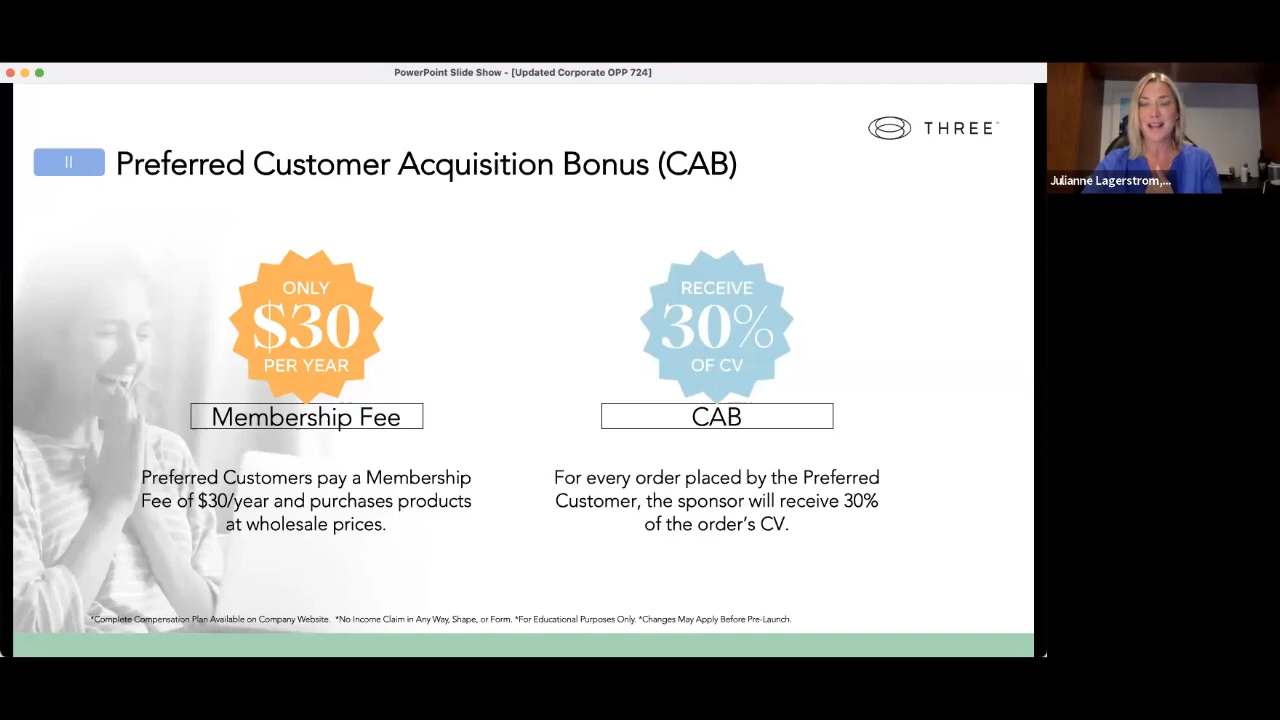 PowerPoint Slide Show - [Updated Corporate OPP 724]
THREE™
II
Preferred Customer Acquisition Bonus (CAB)
ONLY
$30
PER YEAR
Membership Fee
Preferred Customers pay a Membership
Fee of $30/year and purchases products
at wholesale prices.
RECEIVE
30%
OF CV
CAB
For every order placed by the Preferred
Customer, the sponsor will receive 30%
of the order's CV.
*Complete Compensation Plan Available on Company Website. *No Income Claim in Any Way, Shape, or Form. *For Educational Purposes Only. *Changes May Apply Before Pre-Launch.
Julianne Lagerstrom,...